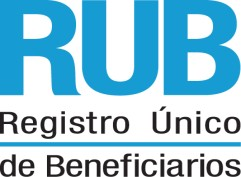 RUB
Registro Único
de Beneficiarios